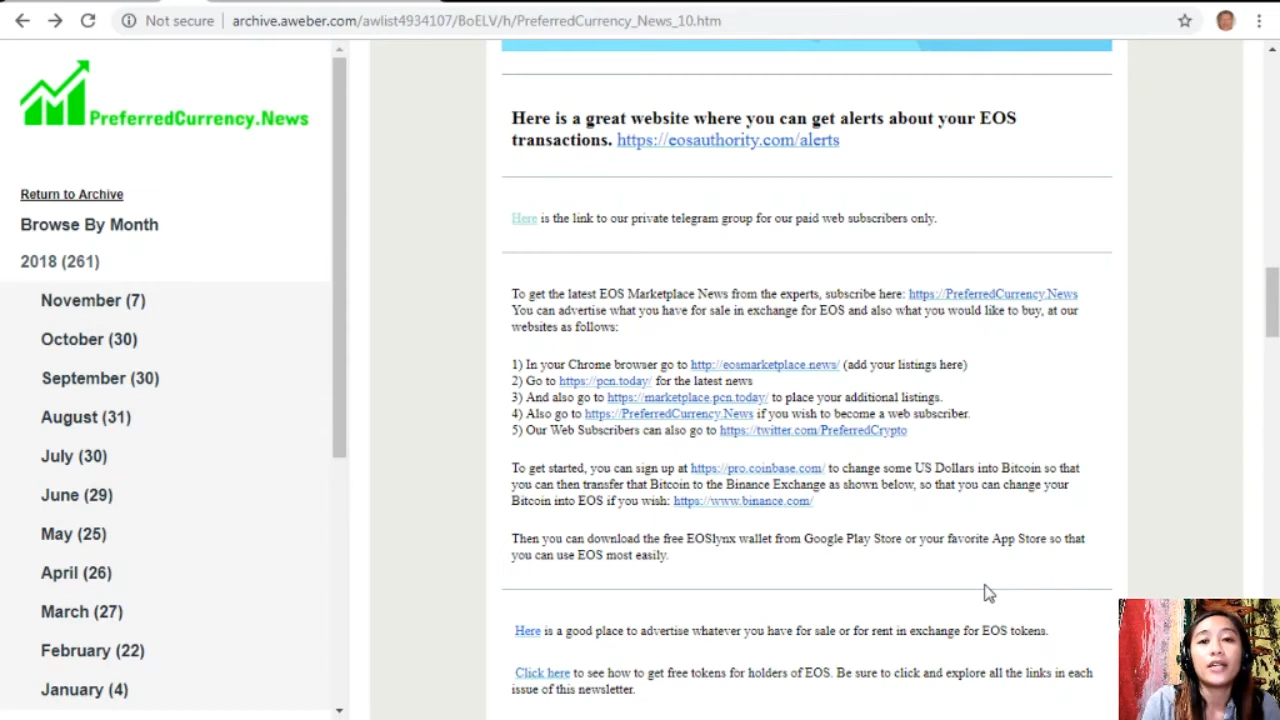 Not secure
archive.aweber.com/awlist4934107/BoELV/h/PreferredCurrency_News_10.htm
PreferredCurrency.News
Return to Archive
Browse By Month
2018 (261)
November (7)
October (30)
September (30)
August (31)
July (30)
June (29)
May (25)
April (26)
March (27)
February (22)
January (4)
Here is a great website where you can get alerts about your EOS
transactions. https://eosauthority.com/alerts
Here is the link to our private telegram group for our paid web subscribers only.
To get the latest EOS Marketplace News from the experts, subscribe here: https://PreferredCurrency.News
You can advertise what you have for sale in exchange for EOS and also what you would like to buy, at our
websites as follows:
1) In your Chrome browser go to http://eosmarketplace.news/ (add your listings here)
2) Go to https://pcn.today/ for the latest news
3) And also go to https://marketplace.pcn.today/ to place your additional listings.
4) Also go to https://PreferredCurrency.News if you wish to become a web subscriber.
5) Our Web Subscribers can also go to https://twitter.com/PreferredCrypto
To get started, you can sign up at https://pro.coinbase.com/ to change some US Dollars into Bitcoin so that
you can then transfer that Bitcoin to the Binance Exchange as shown below, so that you can change your
Bitcoin into EOS if you wish: https://www.binance.com/
Then you can download the free EOSlynx wallet from Google Play Store or your favorite App Store so that
you can use EOS most easily.
Here is a good place to advertise whatever you have for sale or for rent in exchange for EOS tokens.
Click here to see how to get free tokens for holders of EOS. Be sure to click and explore all the links in each
issue of this newsletter.